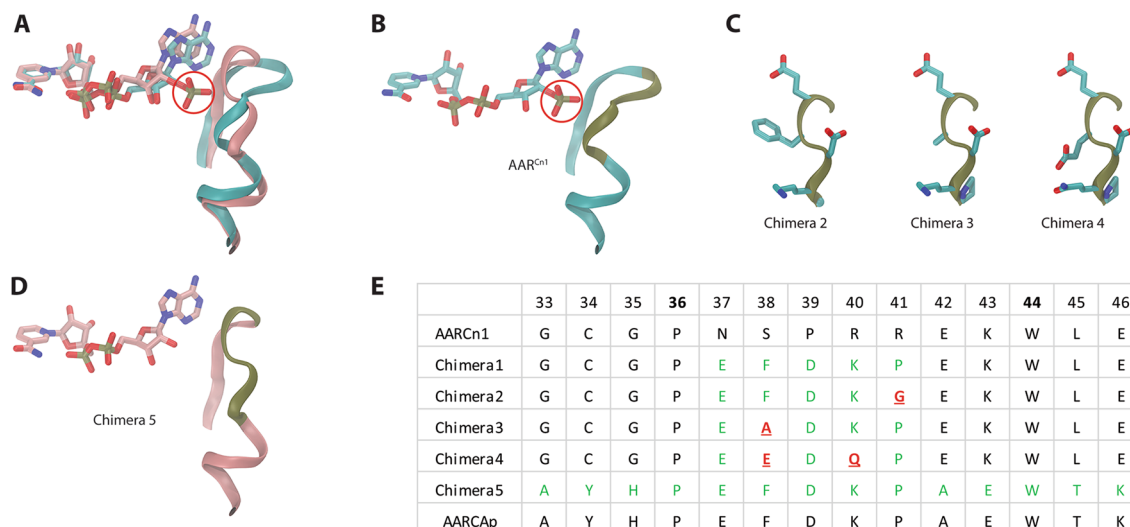 A B C
AAR^Cn1
Chimera 2 Chimera 3 Chimera 4
D E
Chimera 5
33 34 35 36 37 38 39 40 41 42 43 44 45 46
AARCn1 G C G P N S P R R E K W L E
Chimera1 G C G P E F D K P E K W L E
Chimera2 G C G P E F D K G E K W L E
Chimera3 G C G P E A D K P E K W L E
Chimera4 G C G P E E D Q P E K W L E
Chimera5 A Y H P E F D K P A E W T K
AARCAp A Y H P E F D K P A E W T K